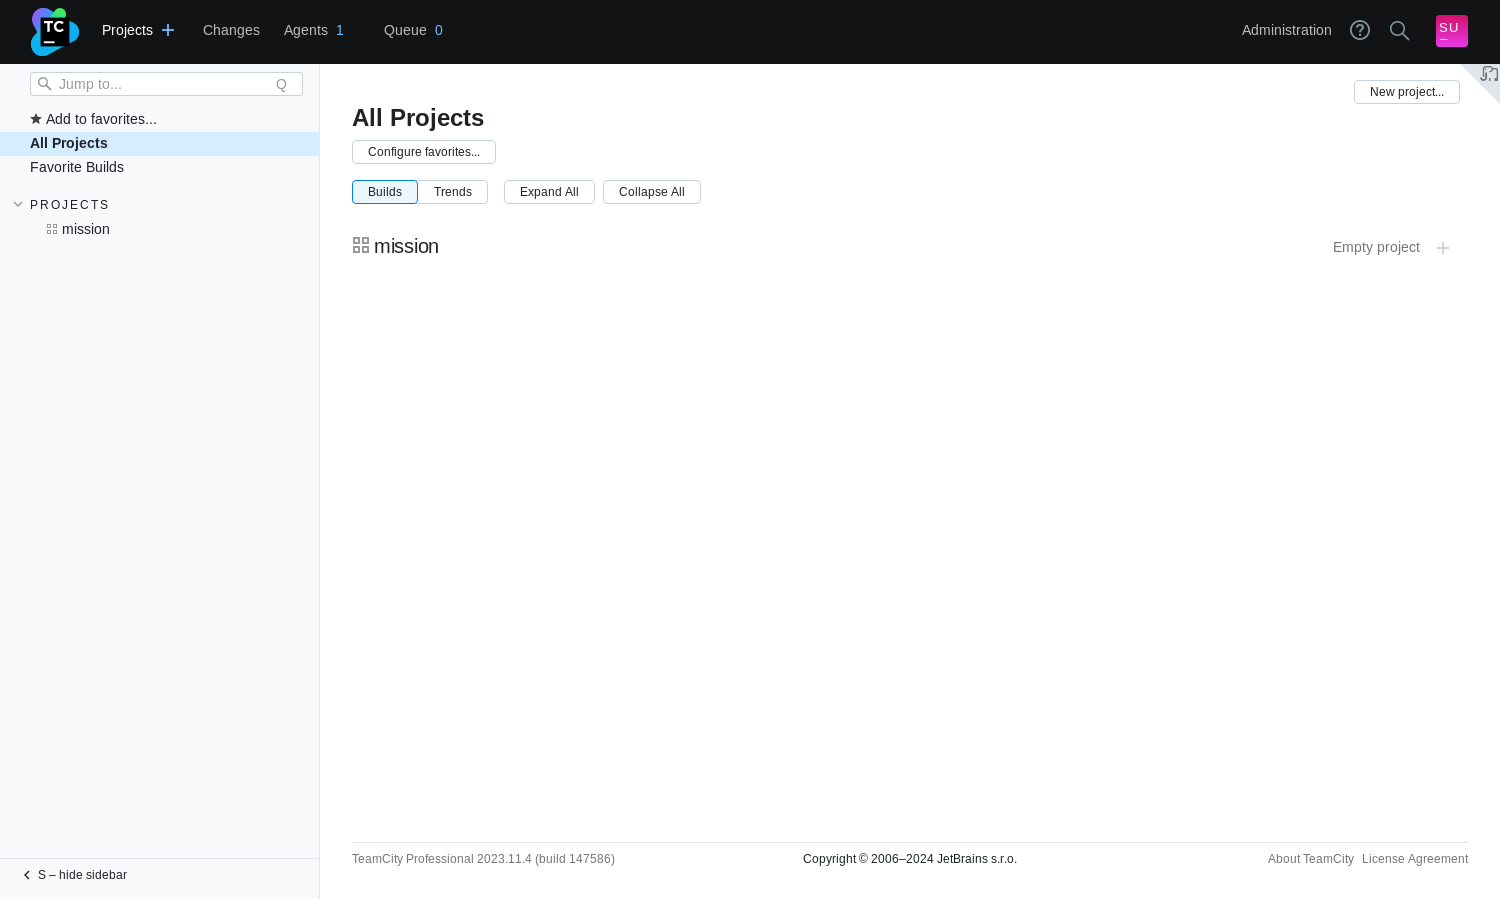 TC
Projects
Changes
Agents 1
Queue 0
Administration
SU
Jump to...
Q
Add to favorites...
All Projects
Favorite Builds
PROJECTS
mission
S – hide sidebar
New project...
All Projects
Configure favorites...
Builds
Trends
Expand All
Collapse All
mission
Empty project
TeamCity Professional 2023.11.4 (build 147586)
Copyright © 2006–2024 JetBrains s.r.o.
About TeamCity
License Agreement